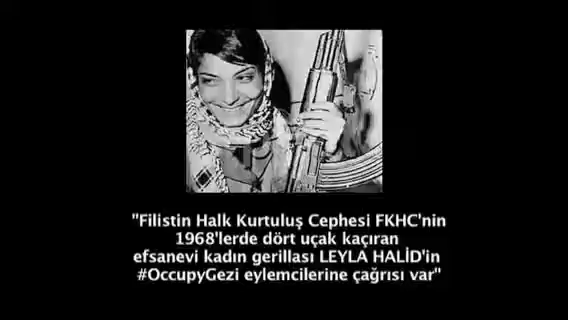 "Filistin Halk Kurtuluş Cephesi FKHC'nin
1968'lerde dört uçak kaçıran
efsanevi kadın gerillası LEYLA HALİD'in
#OccupyGezi eylemcilerine çağrısı var"